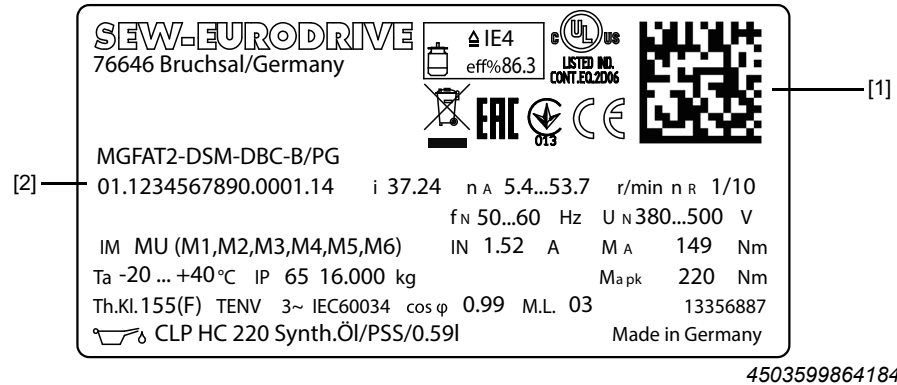 SEW-EURODRIVE
76646 Bruchsal/Germany
IE4
eff% 86.3
c UL us
LISTED IND.
CONT.EQ.2D06
EAC
013
CE
[1]
MGFAT2-DSM-DBC-B/PG
[2] 01.1234567890.0001.14 i 37.24 n A 5.4...53.7 r/min n R 1/10
f N 50...60 Hz U N 380...500 V
IM MU (M1,M2,M3,M4,M5,M6) IN 1.52 A M A 149 Nm
Ta -20 ... +40 °C IP 65 16.000 kg Ma pk 220 Nm
Th.Kl. 155(F) TENV 3~ IEC60034 cos φ 0.99 M.L. 03 13356887
CLP HC 220 Synth.Öl/PSS/0.59l Made in Germany
4503599864184